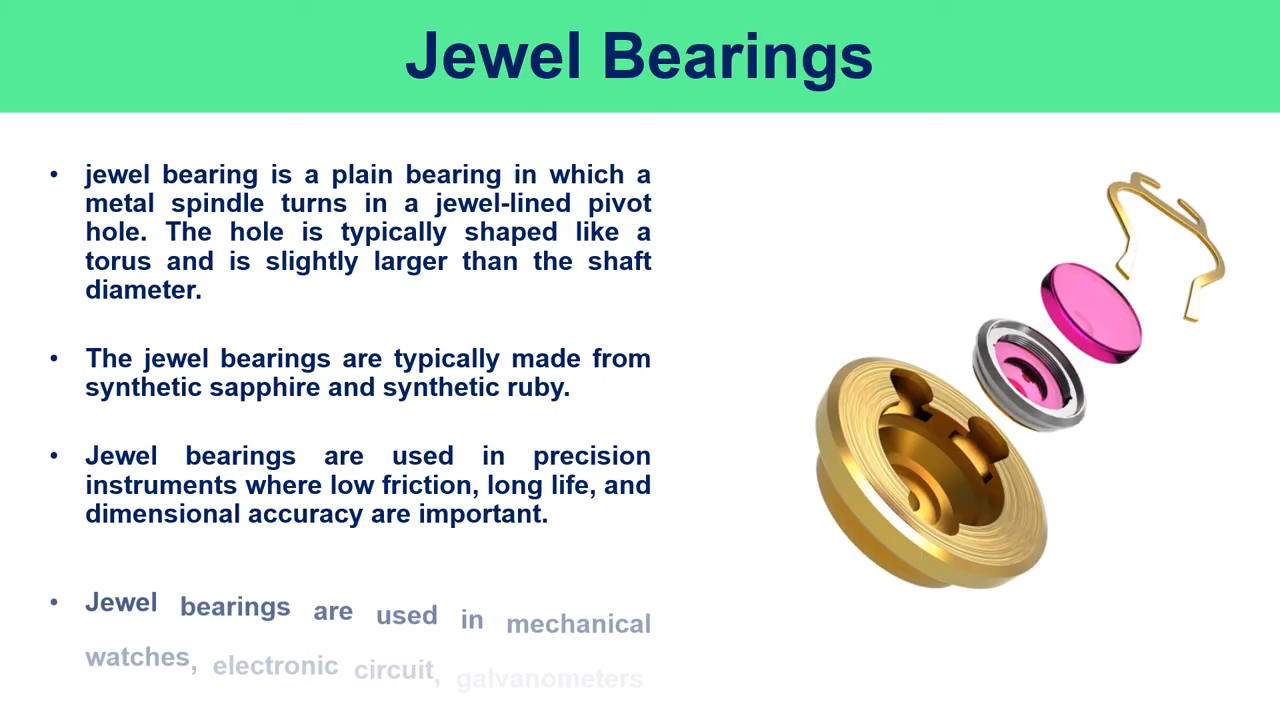 Jewel Bearings
• jewel bearing is a plain bearing in which a
metal spindle turns in a jewel-lined pivot
hole. The hole is typically shaped like a
torus and is slightly larger than the shaft
diameter.
• The jewel bearings are typically made from
synthetic sapphire and synthetic ruby.
• Jewel bearings are used in precision
instruments where low friction, long life, and
dimensional accuracy are important.
• Jewel bearings are used in mechanical
watches, electronic circuit, galvanometers